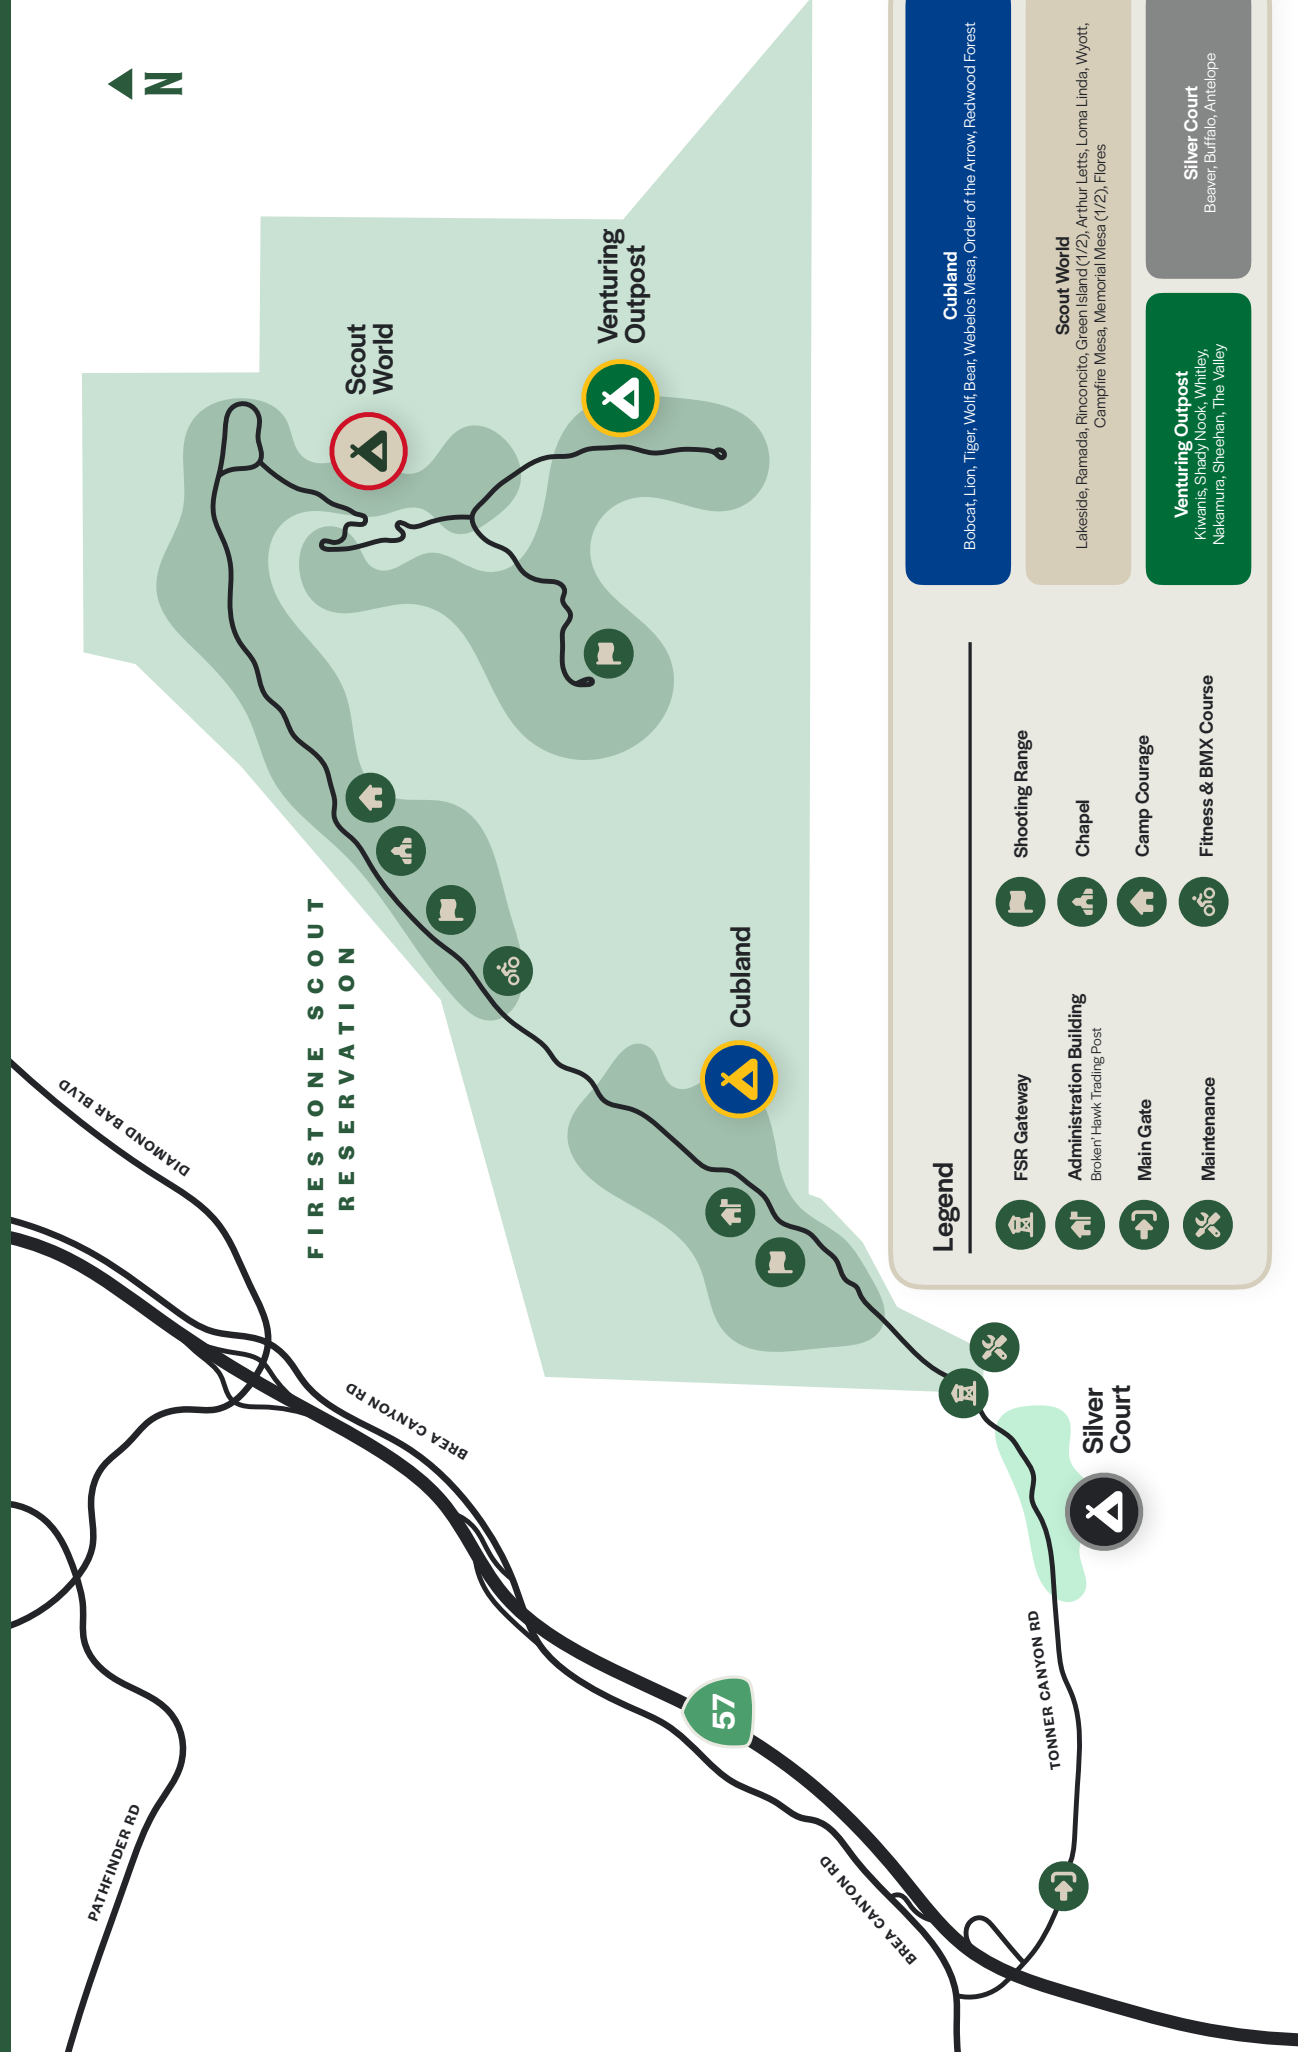 N
DIAMOND BAR BLVD
PATHFINDER RD
BREA CANYON RD
BREA CANYON RD
57
TONNER CANYON RD
FIRESTONE SCOUT
RESERVATION
Scout
World
Venturing
Outpost
Cubland
Silver
Court
Legend
FSR Gateway
Administration Building
Broken' Hawk Trading Post
Main Gate
Maintenance
Shooting Range
Chapel
Camp Courage
Fitness & BMX Course
Cubland
Bobcat, Lion, Tiger, Wolf, Bear, Webelos Mesa, Order of the Arrow, Redwood Forest
Scout World
Lakeside, Ramada, Rinconcito, Green Island (1/2), Arthur Letts, Loma Linda, Wyott,
Campfire Mesa, Memorial Mesa (1/2), Flores
Venturing Outpost
Kiwanis, Shady Nook, Whitley,
Nakamura, Sheehan, The Valley
Silver Court
Beaver, Buffalo, Antelope